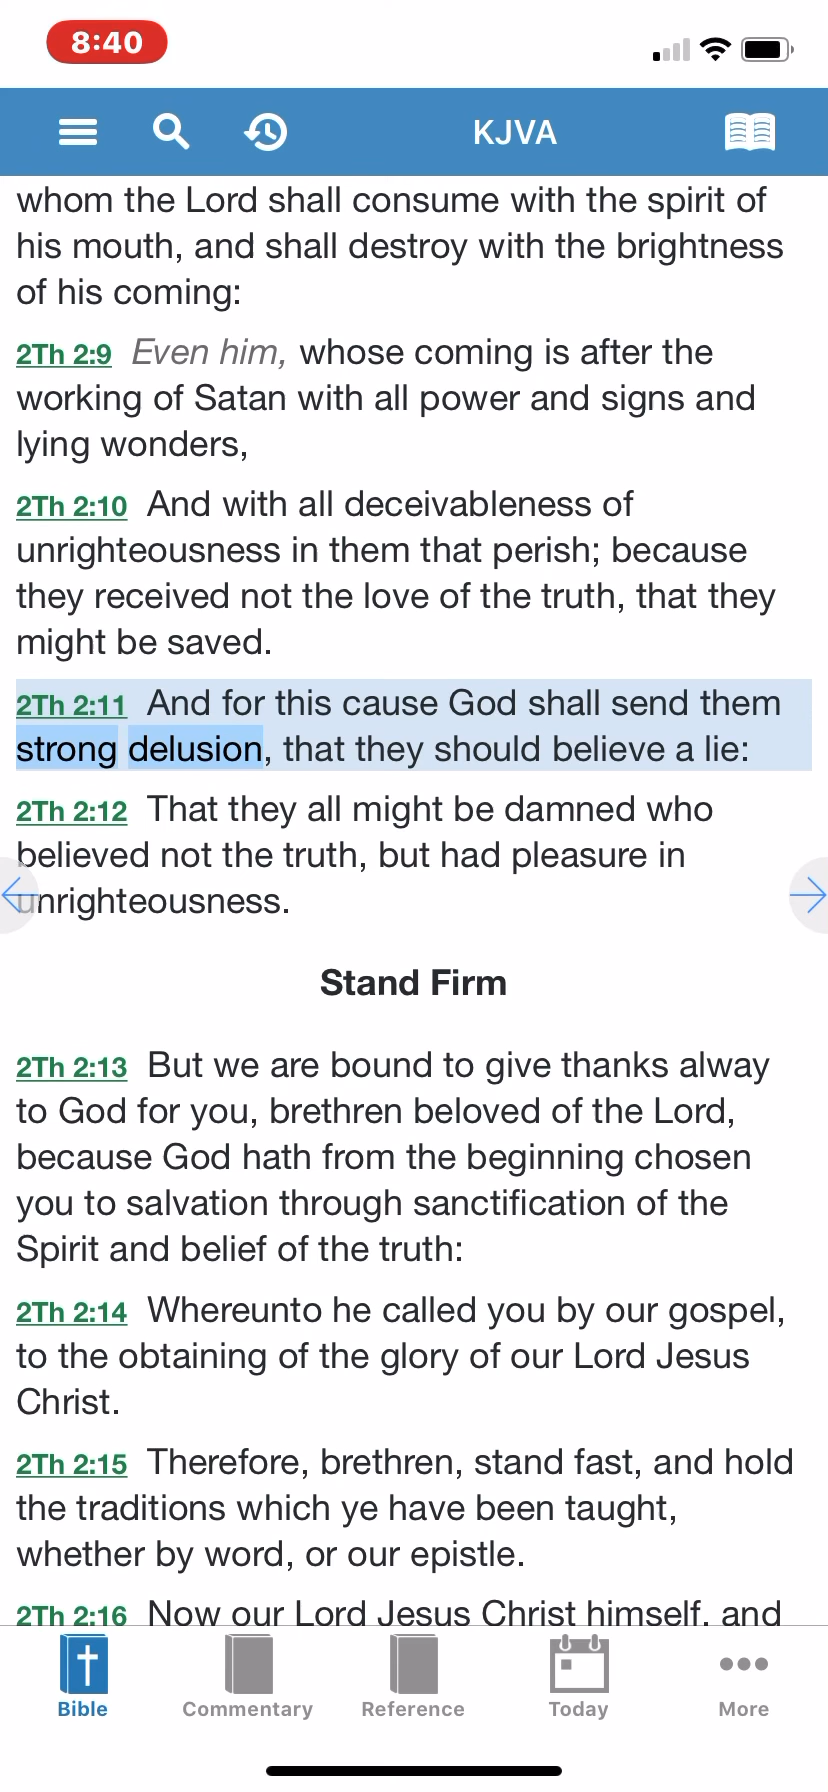 8:40
KJVA
whom the Lord shall consume with the spirit of
his mouth, and shall destroy with the brightness
of his coming:
2Th 2:9 Even him, whose coming is after the
working of Satan with all power and signs and
lying wonders,
2Th 2:10 And with all deceivableness of
unrighteousness in them that perish; because
they received not the love of the truth, that they
might be saved.
2Th 2:11 And for this cause God shall send them
strong delusion, that they should believe a lie:
2Th 2:12 That they all might be damned who
believed not the truth, but had pleasure in
unrighteousness.
Stand Firm
2Th 2:13 But we are bound to give thanks alway
to God for you, brethren beloved of the Lord,
because God hath from the beginning chosen
you to salvation through sanctification of the
Spirit and belief of the truth:
2Th 2:14 Whereunto he called you by our gospel,
to the obtaining of the glory of our Lord Jesus
Christ.
2Th 2:15 Therefore, brethren, stand fast, and hold
the traditions which ye have been taught,
whether by word, or our epistle.
2Th 2:16 Now our Lord Jesus Christ himself, and
Bible Commentary Reference Today More